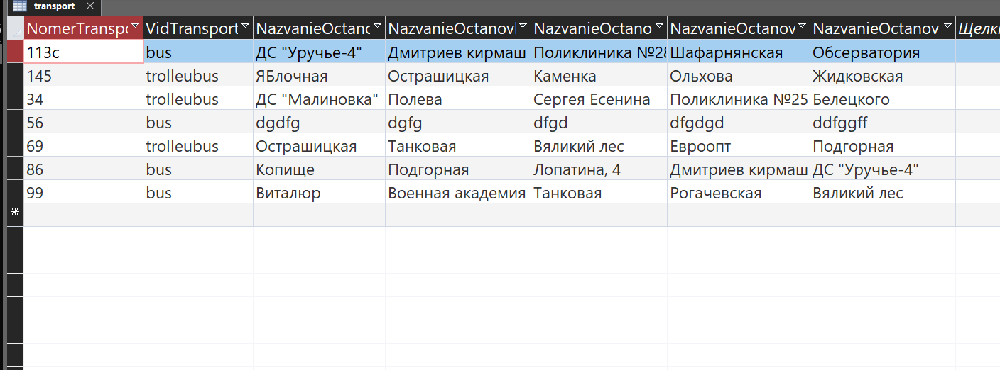 transport
NomerTranspo VidTransport NazvanieOctano NazvanieOctanov NazvanieOctano NazvanieOctanov NazvanieOctanov Щелкн
113с bus ДС "Уручье-4" Дмитриев кирмаш Поликлиника №28 Шафарнянская Обсерватория
145 trolleubus ЯБлочная Острашицкая Каменка Ольхова Жидковская
34 trolleubus ДС "Малиновка" Полева Сергея Есенина Поликлиника №25 Белецкого
56 bus dgdfg dgfg dfgd dfgdgd ddfggff
69 trolleubus Острашицкая Танковая Вяликий лес Евроопт Подгорная
86 bus Копище Подгорная Лопатина, 4 Дмитриев кирмаш ДС "Уручье-4"
99 bus Виталюр Военная академия Танковая Рогачевская Вяликий лес